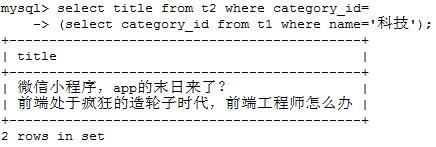 mysql> select title from t2 where category_id=
-> (select category_id from t1 where name='科技');
+------------------------------------------+
| title |
+------------------------------------------+
| 微信小程序，app的末日来了？ |
| 前端处于疯狂的造轮子时代，前端工程师怎么办 |
+------------------------------------------+
2 rows in set